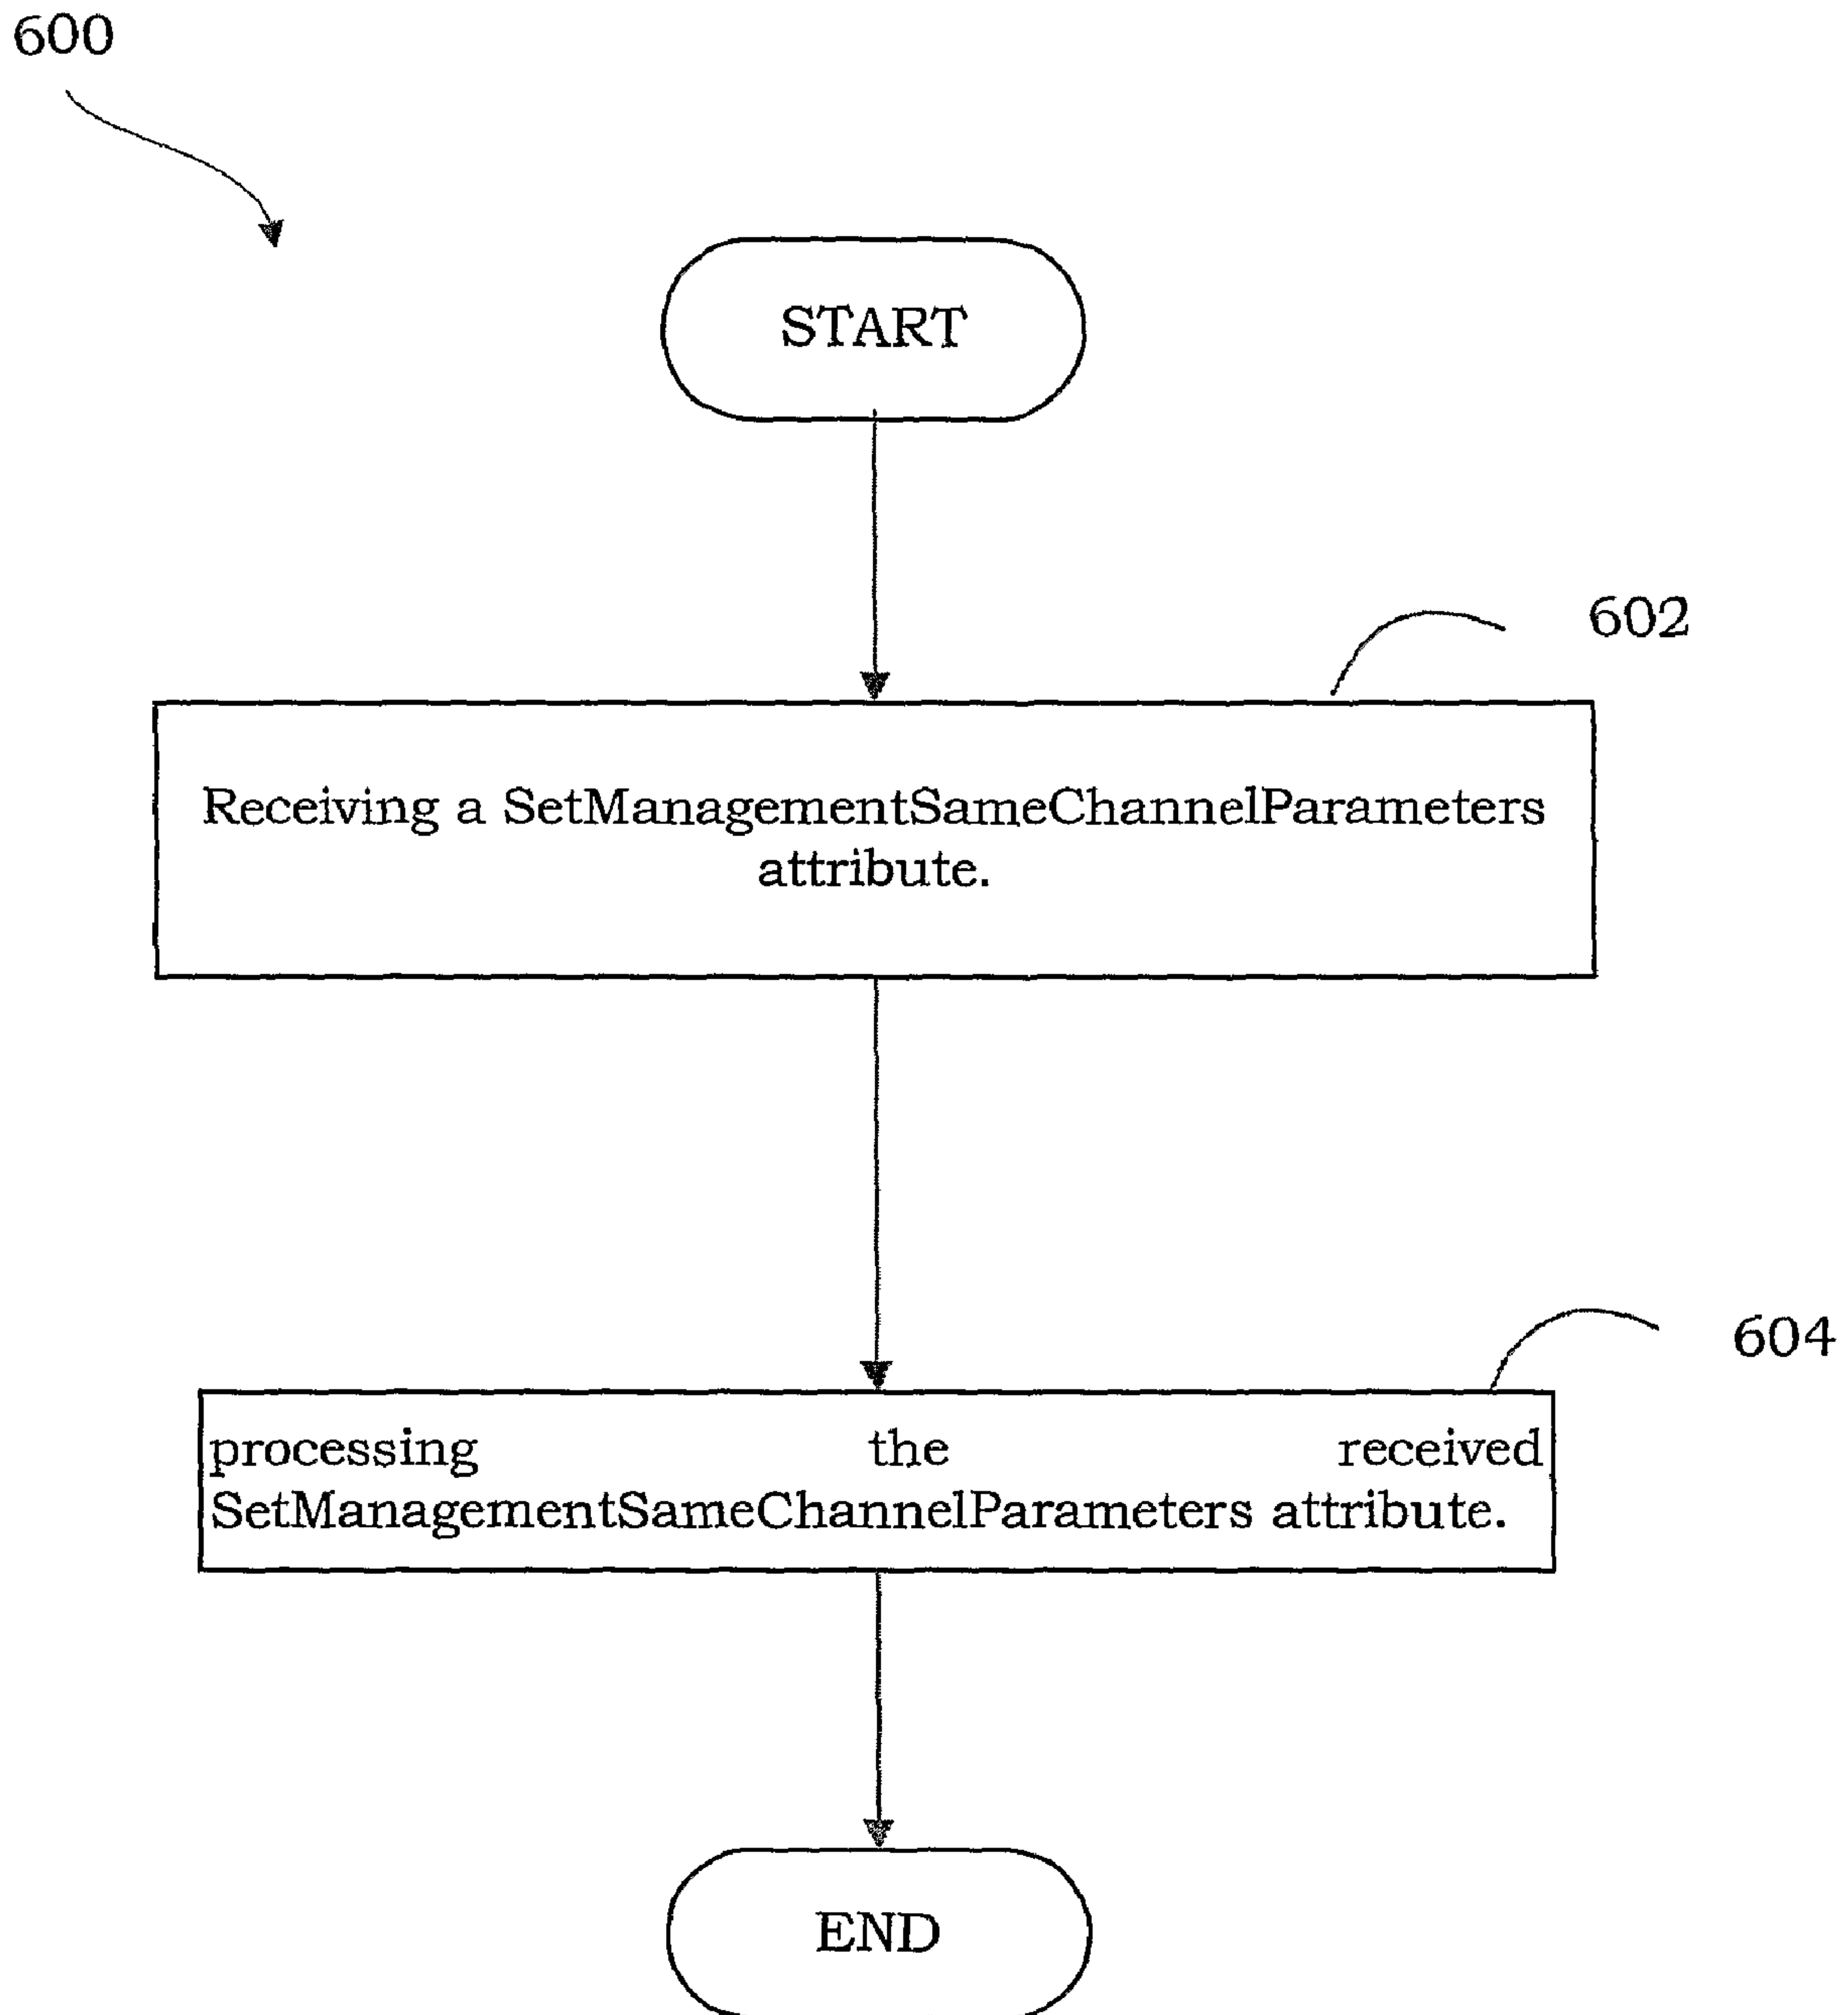 600
START
602
Receiving a SetManagementSameChannelParameters
attribute.
604
processing the received
SetManagementSameChannelParameters attribute.
END